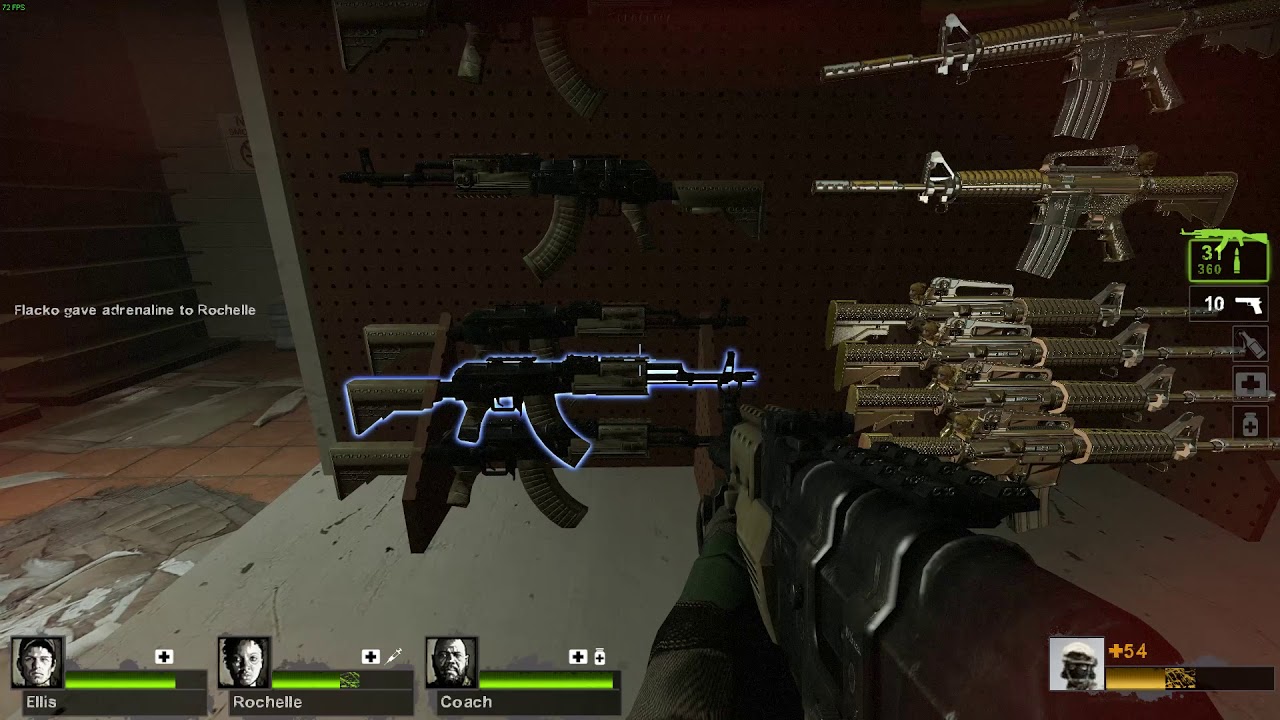 72 FPS
31
360
10
Flacko gave adrenaline to Rochelle
+54
Ellis
Rochelle
Coach